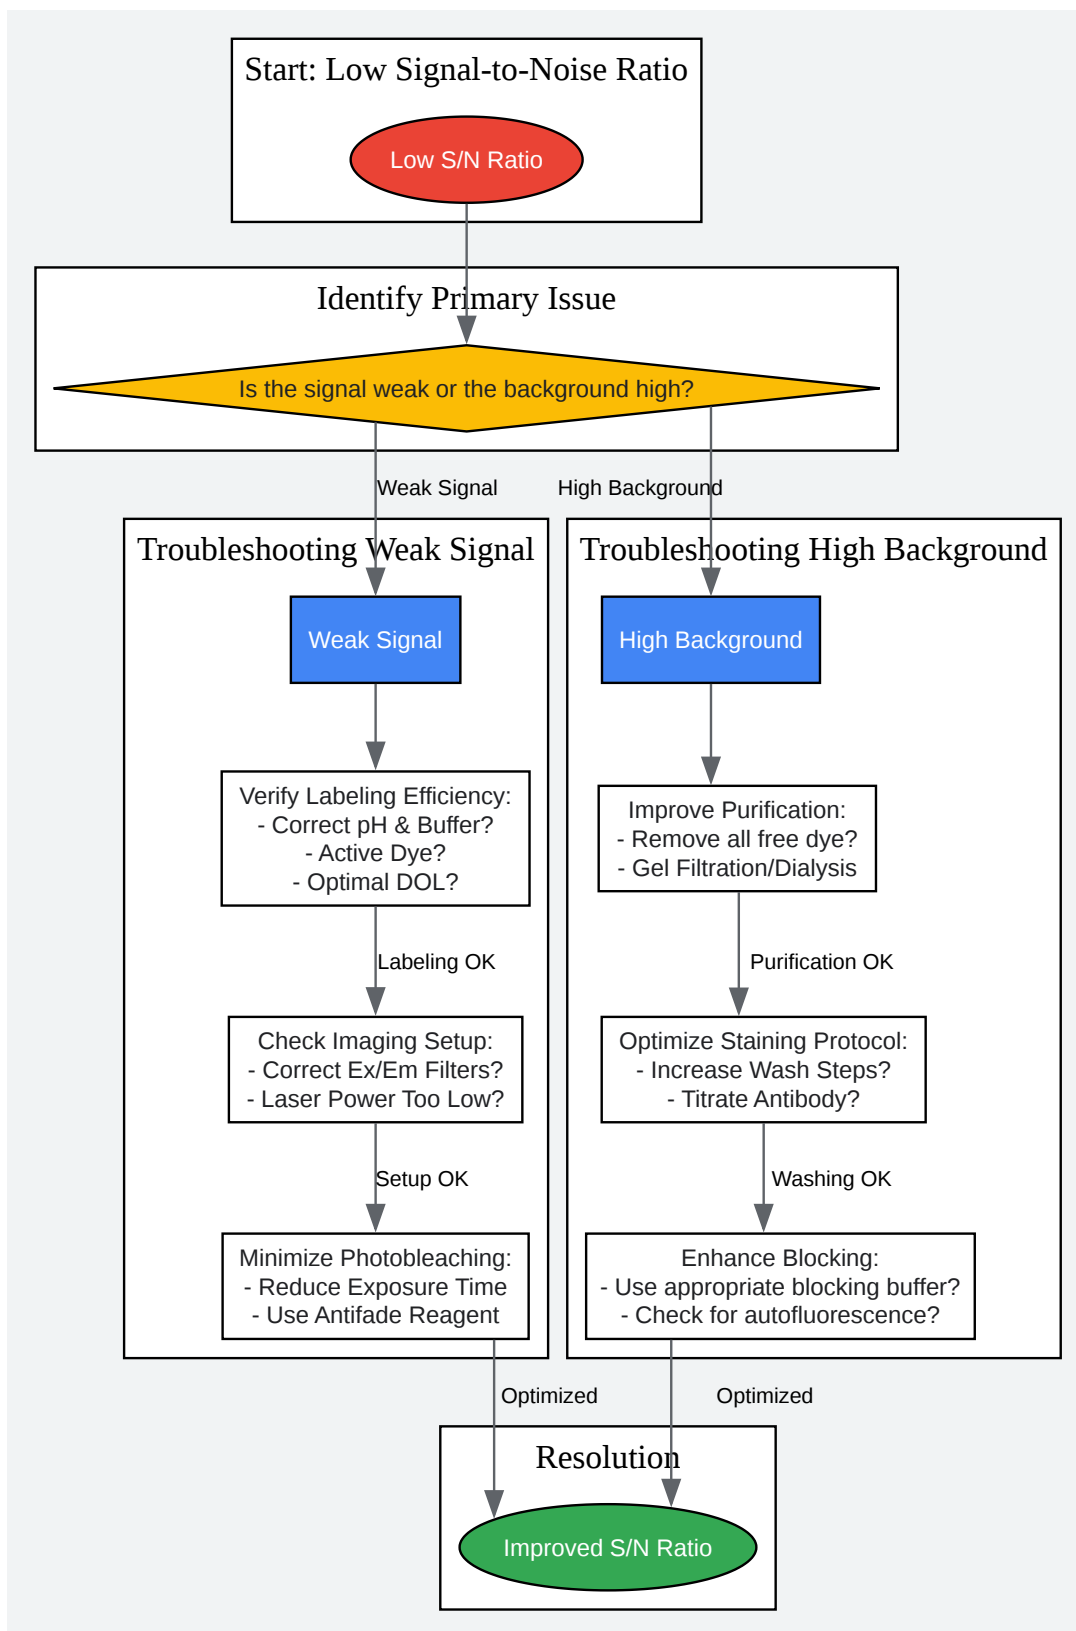 Start: Low Signal-to-Noise Ratio
Low S/N Ratio
Identify Primary Issue
Is the signal weak or the background high?
Weak Signal
High Background
Troubleshooting Weak Signal
Weak Signal
Verify Labeling Efficiency:
- Correct pH & Buffer?
- Active Dye?
- Optimal DOL?
Labeling OK
Check Imaging Setup:
- Correct Ex/Em Filters?
- Laser Power Too Low?
Setup OK
Minimize Photobleaching:
- Reduce Exposure Time
- Use Antifade Reagent
Optimized
Troubleshooting High Background
High Background
Improve Purification:
- Remove all free dye?
- Gel Filtration/Dialysis
Purification OK
Optimize Staining Protocol:
- Increase Wash Steps?
- Titrate Antibody?
Washing OK
Enhance Blocking:
- Use appropriate blocking buffer?
- Check for autofluorescence?
Optimized
Resolution
Improved S/N Ratio